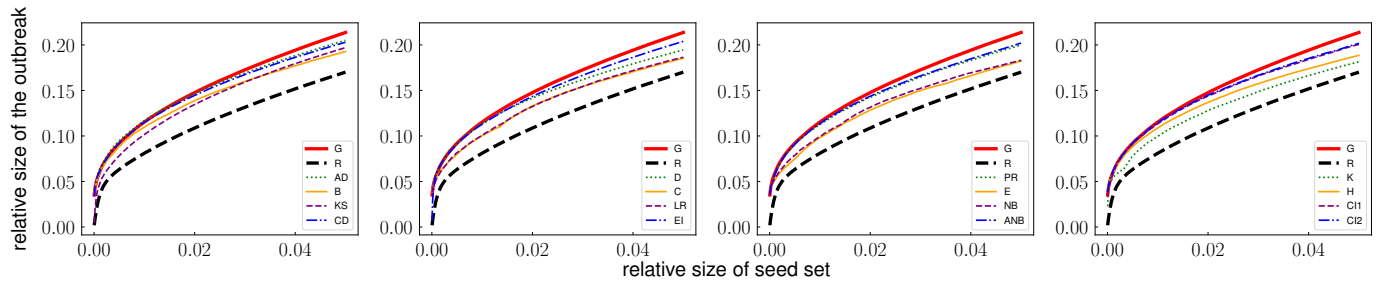 relative size of the outbreak
0.20
0.15
0.10
0.05
0.00
0.00
0.02
0.04
G
R
AD
B
KS
CD
0.20
0.15
0.10
0.05
0.00
0.00
0.02
0.04
G
R
D
C
LR
EI
0.20
0.15
0.10
0.05
0.00
0.00
0.02
0.04
G
R
PR
E
NB
ANB
0.20
0.15
0.10
0.05
0.00
0.00
0.02
0.04
G
R
K
H
CI1
CI2
relative size of seed set